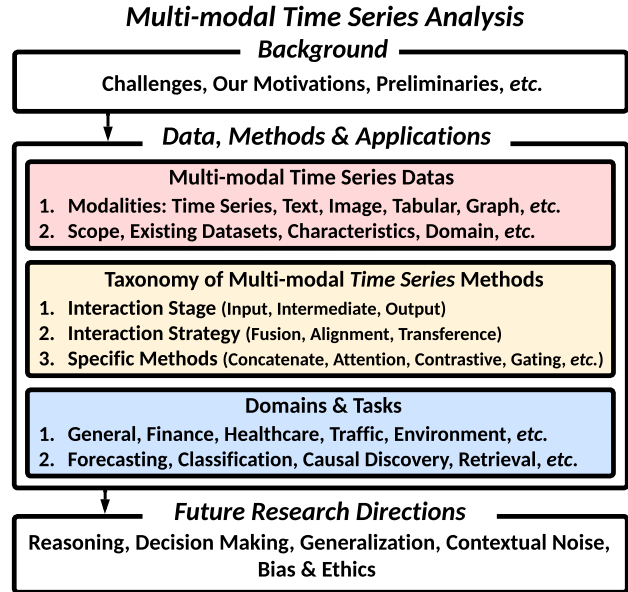 Multi-modal Time Series Analysis
Background
Challenges, Our Motivations, Preliminaries, etc.
Data, Methods & Applications
Multi-modal Time Series Datas
1. Modalities: Time Series, Text, Image, Tabular, Graph, etc.
2. Scope, Existing Datasets, Characteristics, Domain, etc.
Taxonomy of Multi-modal Time Series Methods
1. Interaction Stage (Input, Intermediate, Output)
2. Interaction Strategy (Fusion, Alignment, Transference)
3. Specific Methods (Concatenate, Attention, Contrastive, Gating, etc.)
Domains & Tasks
1. General, Finance, Healthcare, Traffic, Environment, etc.
2. Forecasting, Classification, Causal Discovery, Retrieval, etc.
Future Research Directions
Reasoning, Decision Making, Generalization, Contextual Noise,
Bias & Ethics